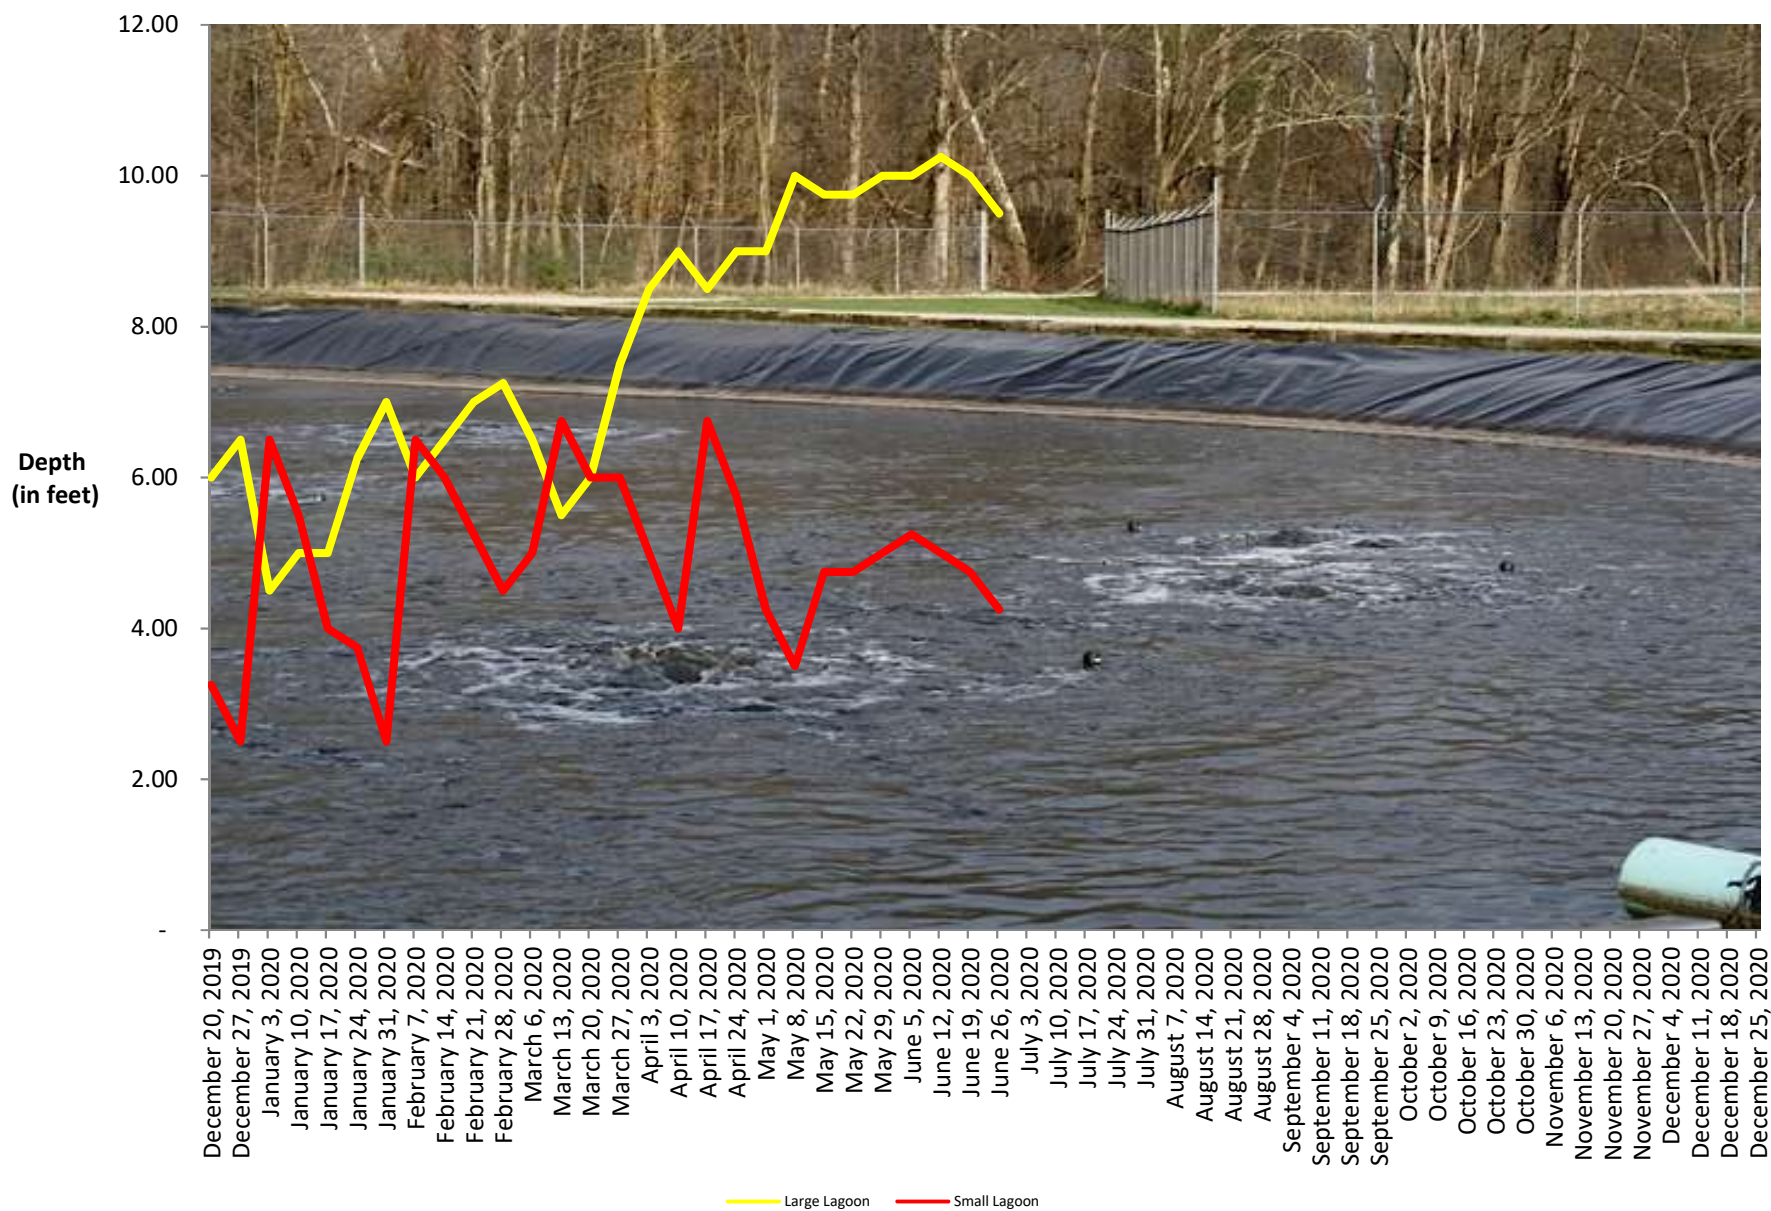 12.00
10.00
8.00
6.00
4.00
2.00
-
Depth
(in feet)
December 20, 2019
December 27, 2019
January 3, 2020
January 10, 2020
January 17, 2020
January 24, 2020
January 31, 2020
February 7, 2020
February 14, 2020
February 21, 2020
February 28, 2020
March 6, 2020
March 13, 2020
March 20, 2020
March 27, 2020
April 3, 2020
April 10, 2020
April 17, 2020
April 24, 2020
May 1, 2020
May 8, 2020
May 15, 2020
May 22, 2020
May 29, 2020
June 5, 2020
June 12, 2020
June 19, 2020
June 26, 2020
July 3, 2020
July 10, 2020
July 17, 2020
July 24, 2020
July 31, 2020
August 7, 2020
August 14, 2020
August 21, 2020
August 28, 2020
September 4, 2020
September 11, 2020
September 18, 2020
September 25, 2020
October 2, 2020
October 9, 2020
October 16, 2020
October 23, 2020
October 30, 2020
November 6, 2020
November 13, 2020
November 20, 2020
November 27, 2020
December 4, 2020
December 11, 2020
December 18, 2020
December 25, 2020
Large Lagoon
Small Lagoon